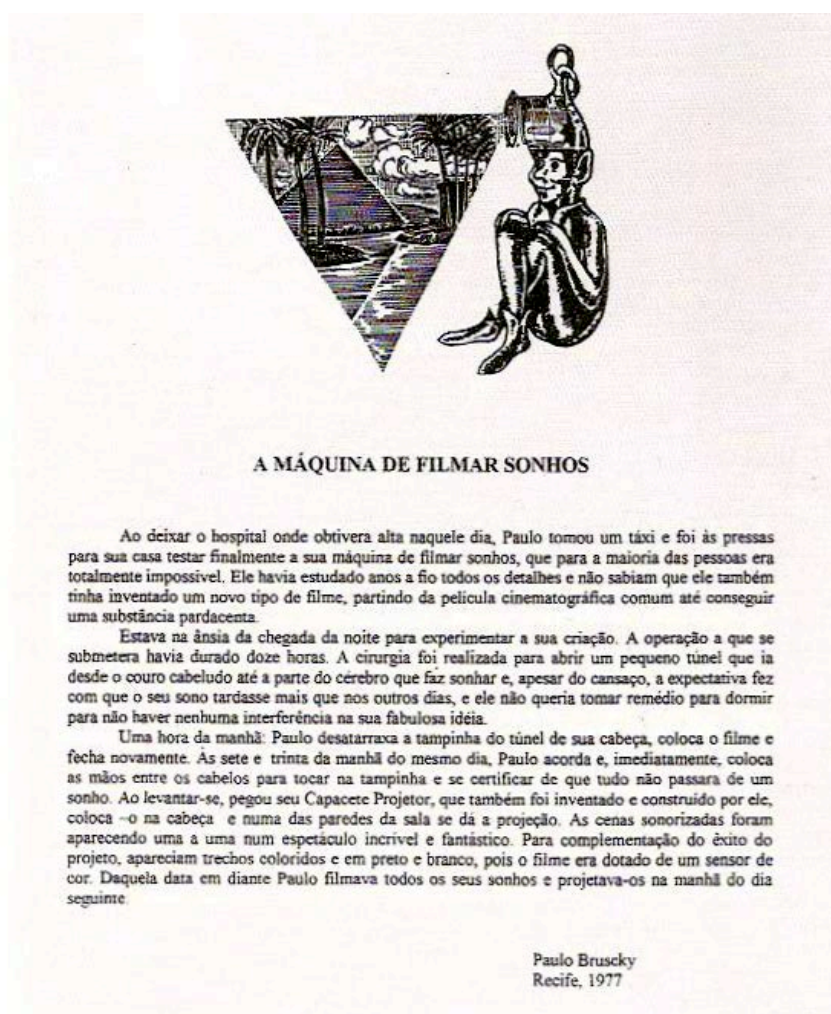 A MÁQUINA DE FILMAR SONHOS
Ao deixar o hospital onde obtivera alta naquele dia, Paulo tomou um táxi e foi às pressas
para sua casa testar finalmente a sua máquina de filmar sonhos, que para a maioria das pessoas era
totalmente impossível. Ele havia estudado anos a fio todos os detalhes e não sabiam que ele também
tinha inventado um novo tipo de filme, partindo da película cinematográfica comum até conseguir
uma substância pardacenta.
Estava na ânsia da chegada da noite para experimentar a sua criação. A operação a que se
submetera havia durado doze horas. A cirurgia foi realizada para abrir um pequeno túnel que ia
desde o couro cabeludo até a parte do cérebro que faz sonhar e, apesar do cansaço, a expectativa fez
com que o seu sono tardasse mais que nos outros dias, e ele não queria tomar remédio para dormir
para não haver nenhuma interferência na sua fabulosa idéia.
Uma hora da manhã: Paulo desatarraxa a tampinha do túnel de sua cabeça, coloca o filme e
fecha novamente. Às sete e trinta da manhã do mesmo dia, Paulo acorda e, imediatamente, coloca
as mãos entre os cabelos para tocar na tampinha e se certificar de que tudo não passara de um
sonho. Ao levantar-se, pegou seu Capacete Projetor, que também foi inventado e construído por ele,
coloca -o na cabeça e numa das paredes da sala se dá a projeção. As cenas sonorizadas foram
aparecendo uma a uma num espetáculo incrível e fantástico. Para complementação do êxito do
projeto, apareciam trechos coloridos e em preto e branco, pois o filme era dotado de um sensor de
cor. Daquela data em diante Paulo filmava todos os seus sonhos e projetava-os na manhã do dia
seguinte.
Paulo Bruscky
Recife, 1977